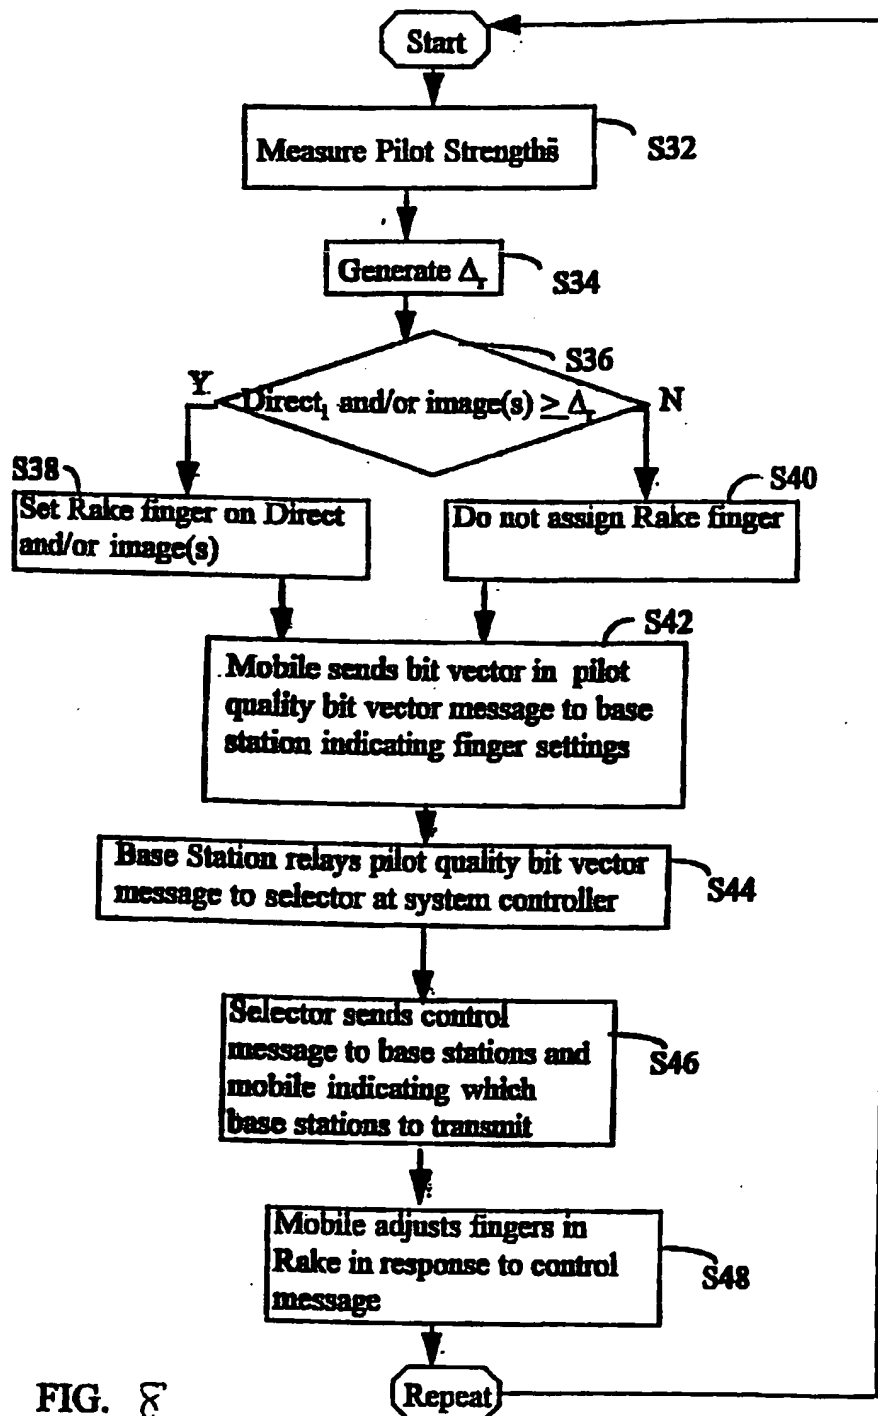 Start
Measure Pilot Strengths
S32
Generate Δr
S34
S36
Y
Direct1 and/or image(s) ≥ Δr
N
S38
S40
Set Rake finger on Direct
and/or image(s)
Do not assign Rake finger
S42
Mobile sends bit vector in pilot
quality bit vector message to base
station indicating finger settings
Base Station relays pilot quality bit vector
message to selector at system controller
S44
Selector sends control
message to base stations and
mobile indicating which
base stations to transmit
S46
Mobile adjusts fingers in
Rake in response to control
message
S48
Repeat
FIG. 8